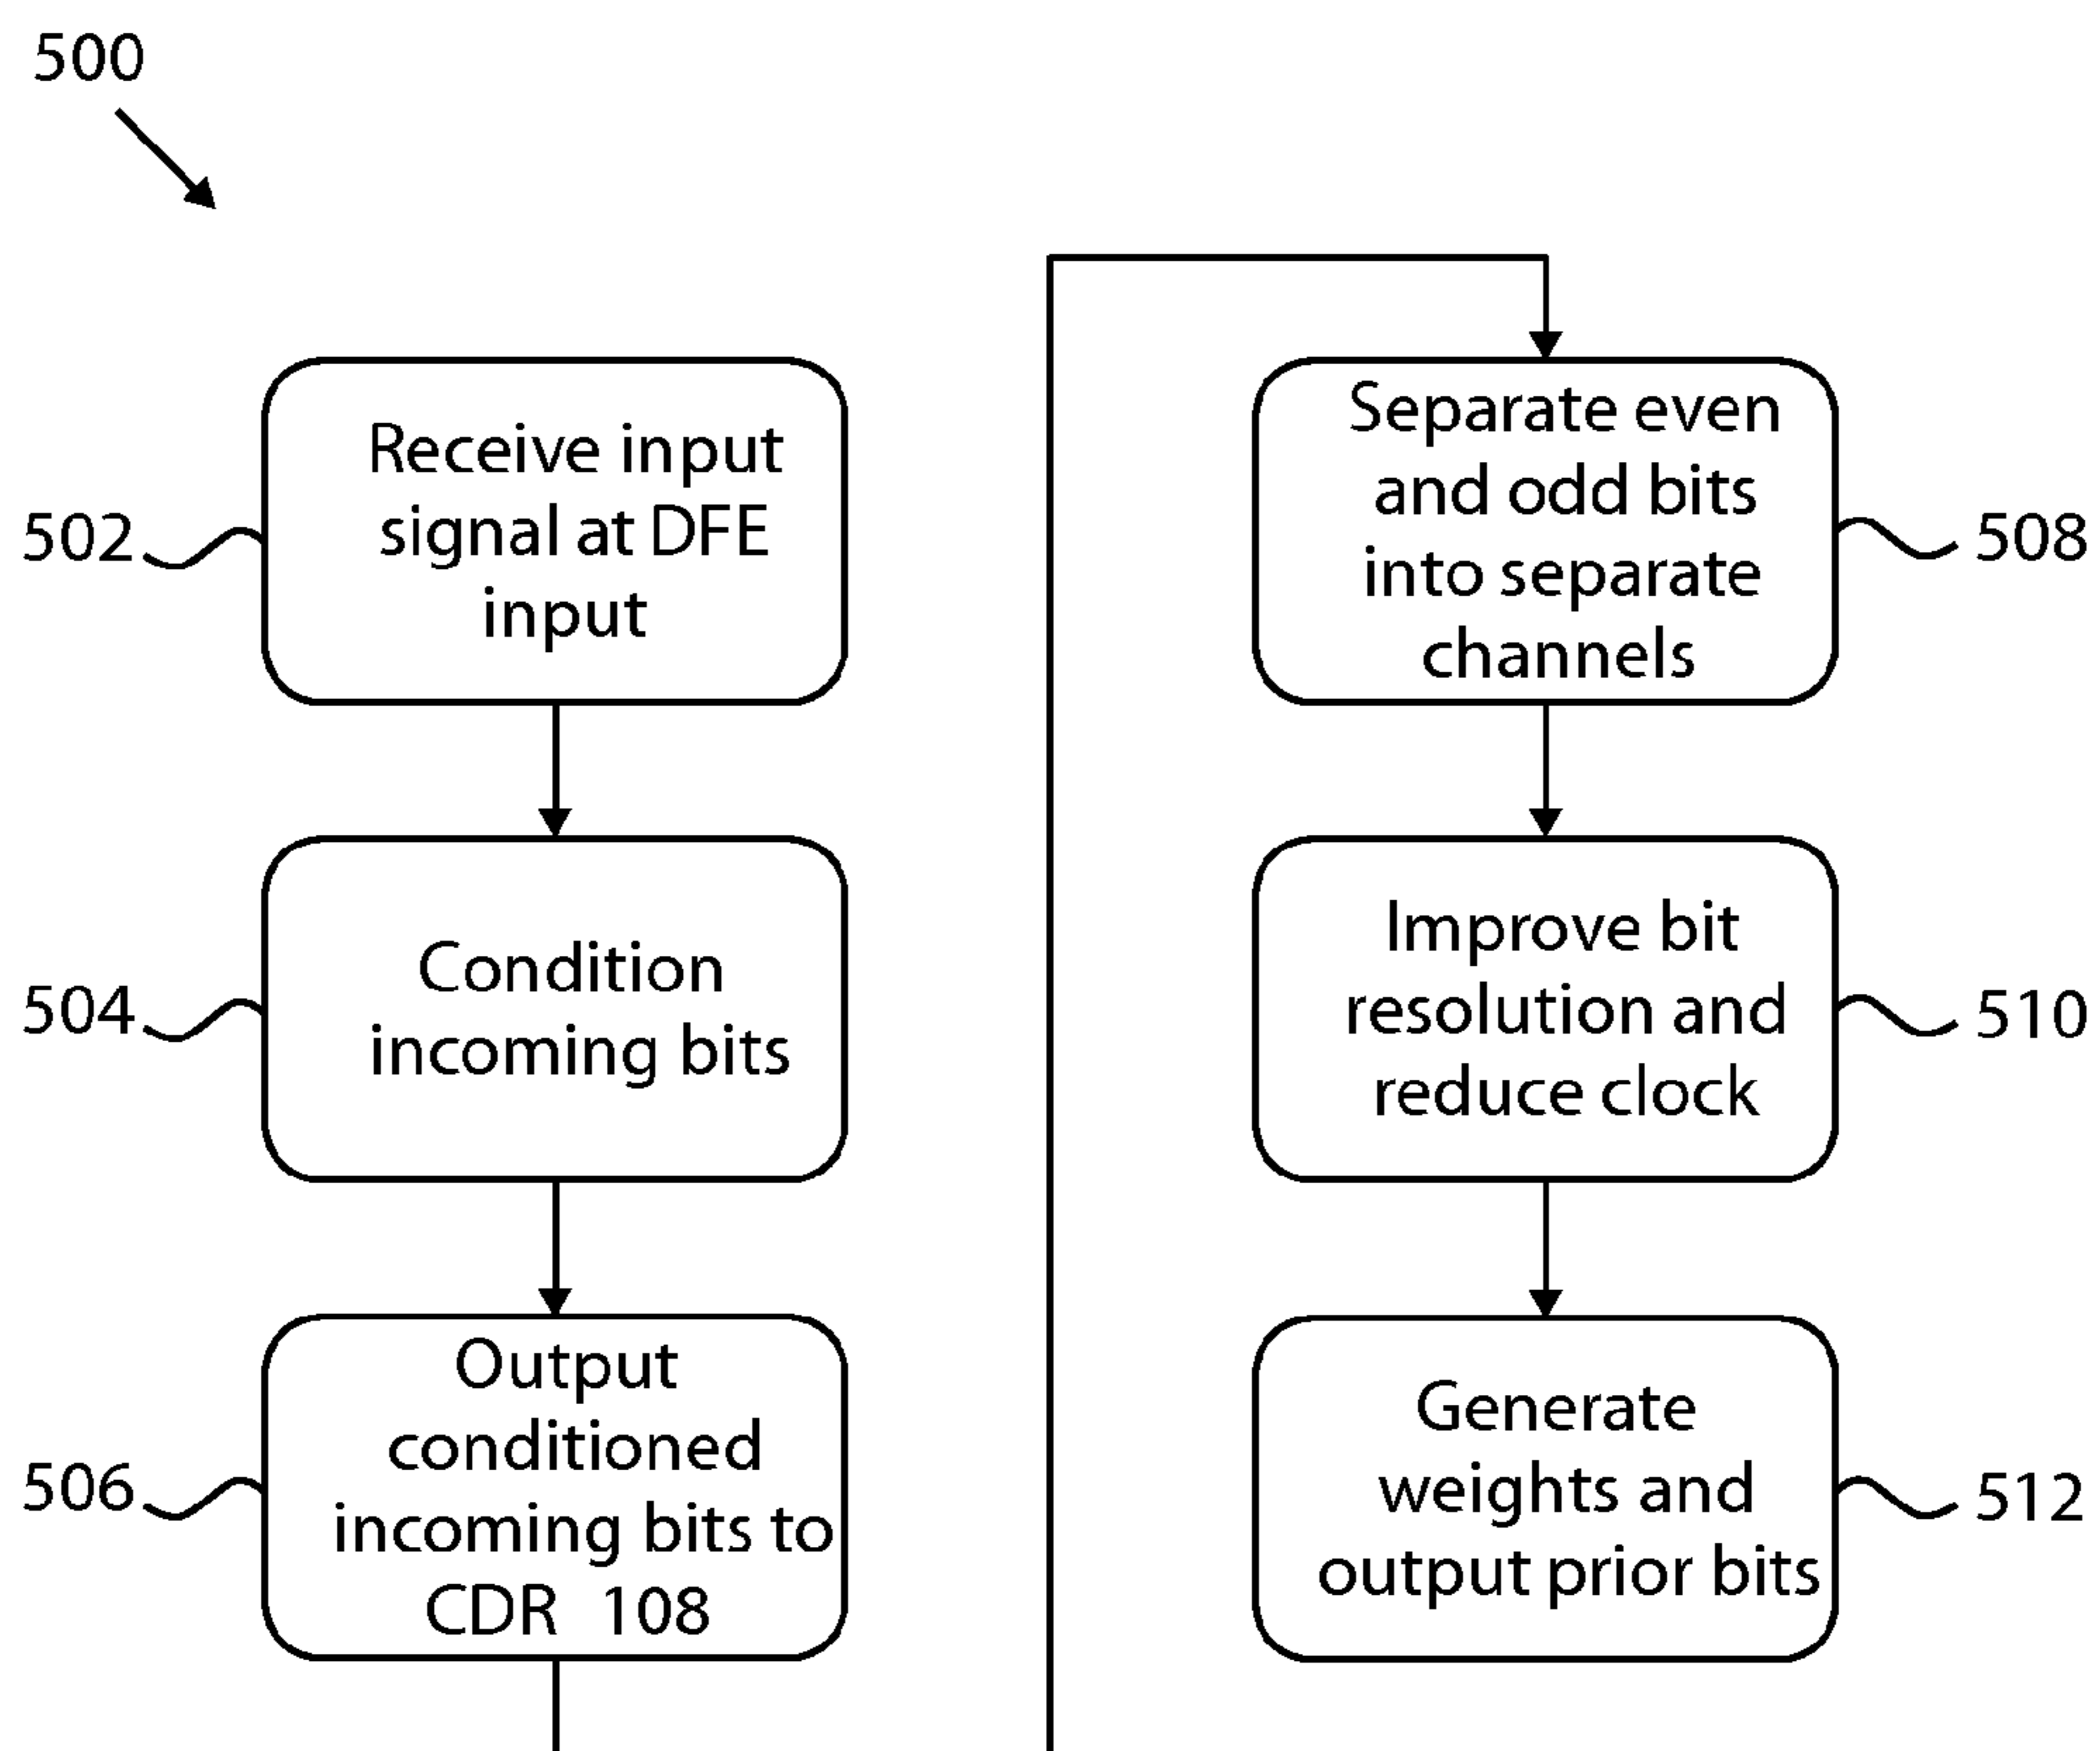 500
502
Receive input
signal at DFE
input
504
Condition
incoming bits
506
Output
conditioned
incoming bits to
CDR 108
Separate even
and odd bits
into separate
channels
508
Improve bit
resolution and
reduce clock
510
Generate
weights and
output prior bits
512